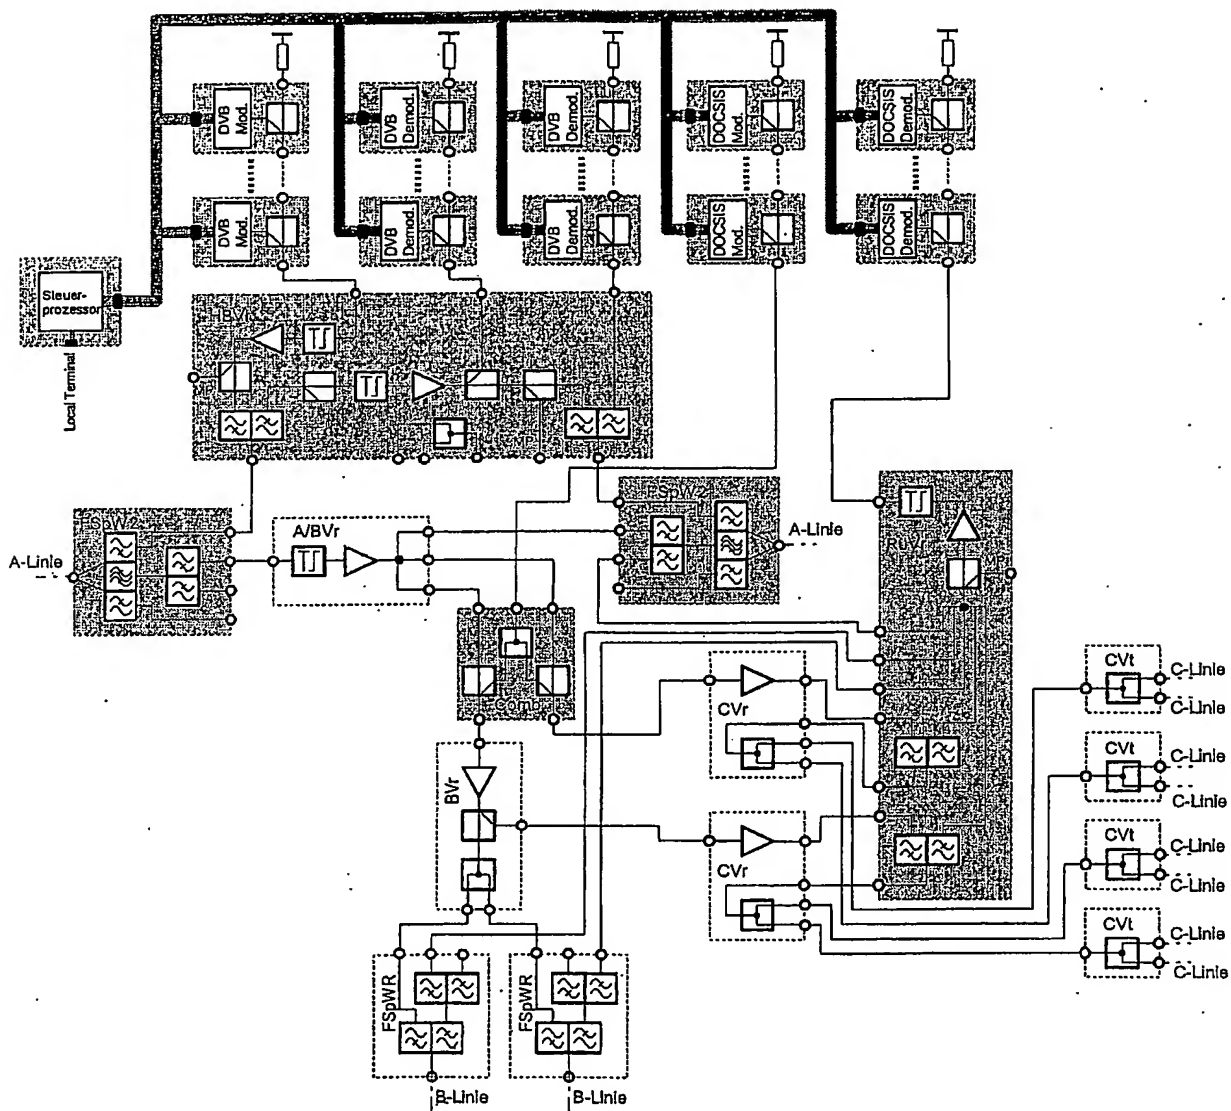 DVB
Mod.
DVB
Demod.
DVB
Demod.
DOCSIS
Mod.
DOCSIS
Demod.
DVB
Mod.
DVB
Demod.
DVB
Demod.
DOCSIS
Mod.
DOCSIS
Demod.
Steuer-
prozessor
Local Terminal
A-Linie
A/BVr
A-Linie
Comb
CVr
BVr
CVr
CVt
C-Linie
C-Linie
CVt
C-Linie
C-Linie
CVt
C-Linie
C-Linie
CVt
C-Linie
C-Linie
FSpWR
FSpWR
B-Linie
B-Linie